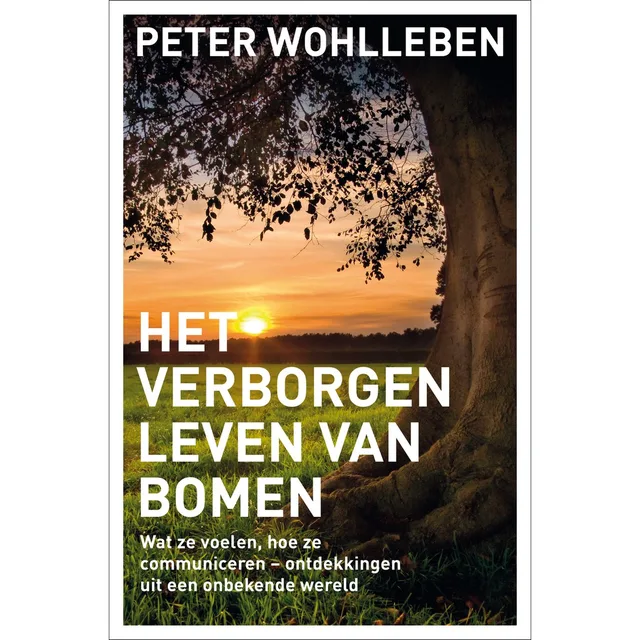 PETER WOHLLEBEN
HET
VERBORGEN
LEVEN VAN
BOMEN
Wat ze voelen, hoe ze
communiceren – ontdekkingen
uit een onbekende wereld